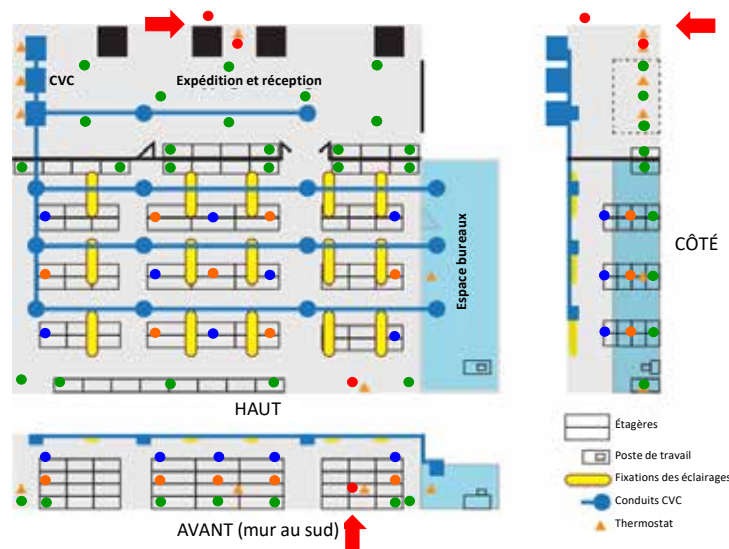 CVC
Expédition et réception
Espace bureaux
CÔTÉ
HAUT
AVANT (mur au sud)
Étagères
Poste de travail
Fixations des éclairages
Conduits CVC
Thermostat